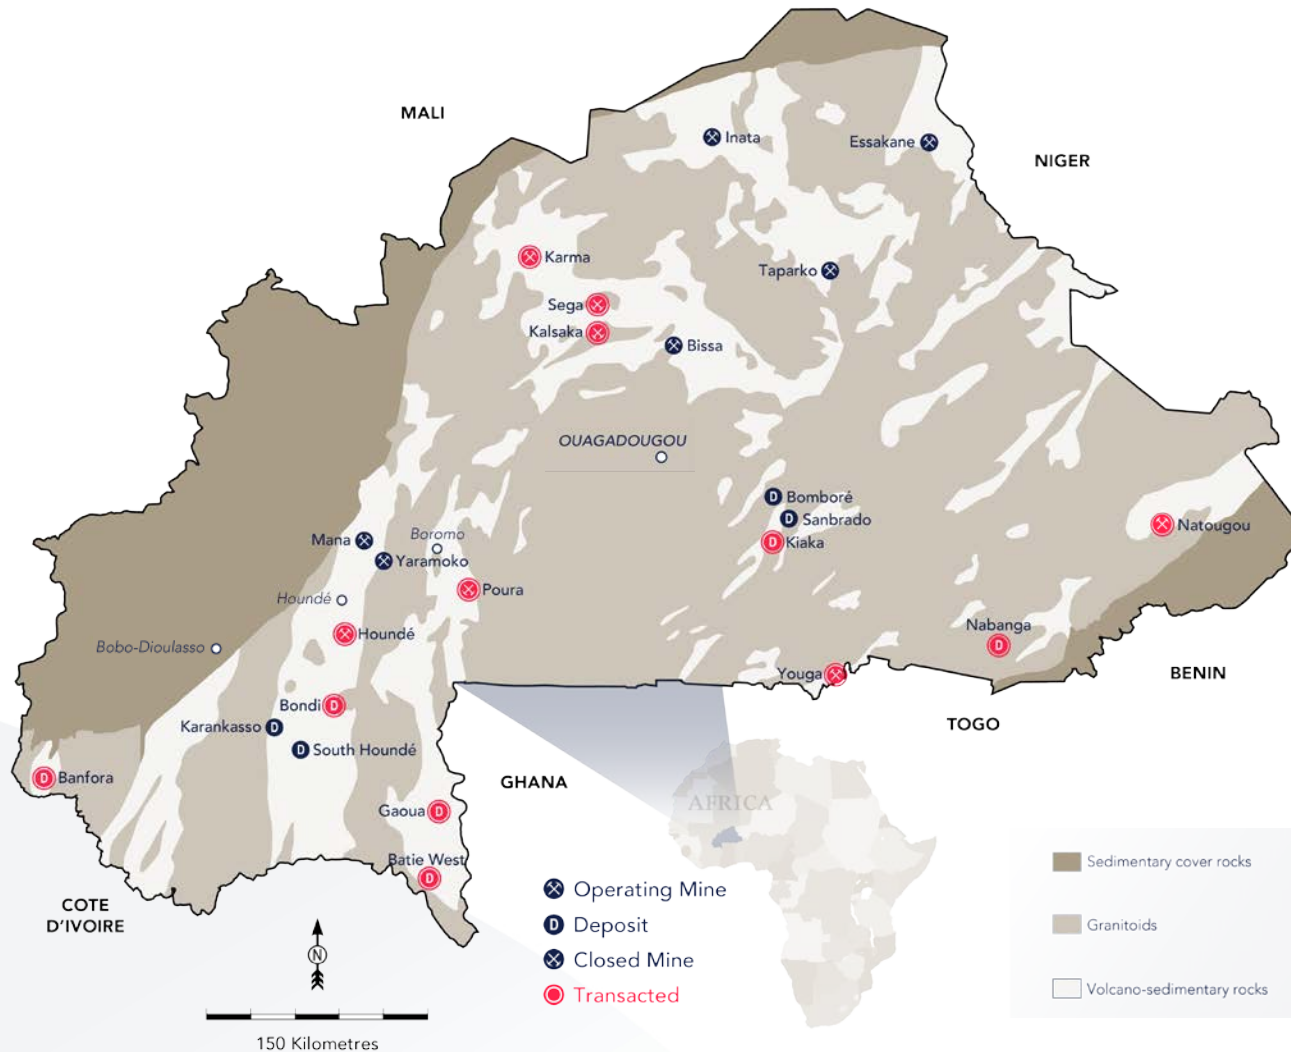 MALI
Inata
Essakane
NIGER
Karma
Taparko
Sega
Kalsaka
Bissa
OUAGADOUGOU
D
Bomboré
D
Sanbrado
D
Kiaka
Natougou
Mana
Boromo
Yaramoko
Poura
Houndé
Houndé
Bobo-Dioulasso
Nabanga
D
Youga
BENIN
Bondi
D
Karankasso
D
D
South Houndé
TOGO
D
Banfora
GHANA
Gaoua
D
AFRICA
Batie West
D
COTE
D'IVOIRE
N
150 Kilometres
Operating Mine
D
Deposit
Closed Mine
Transacted
Sedimentary cover rocks
Granitoids
Volcano-sedimentary rocks